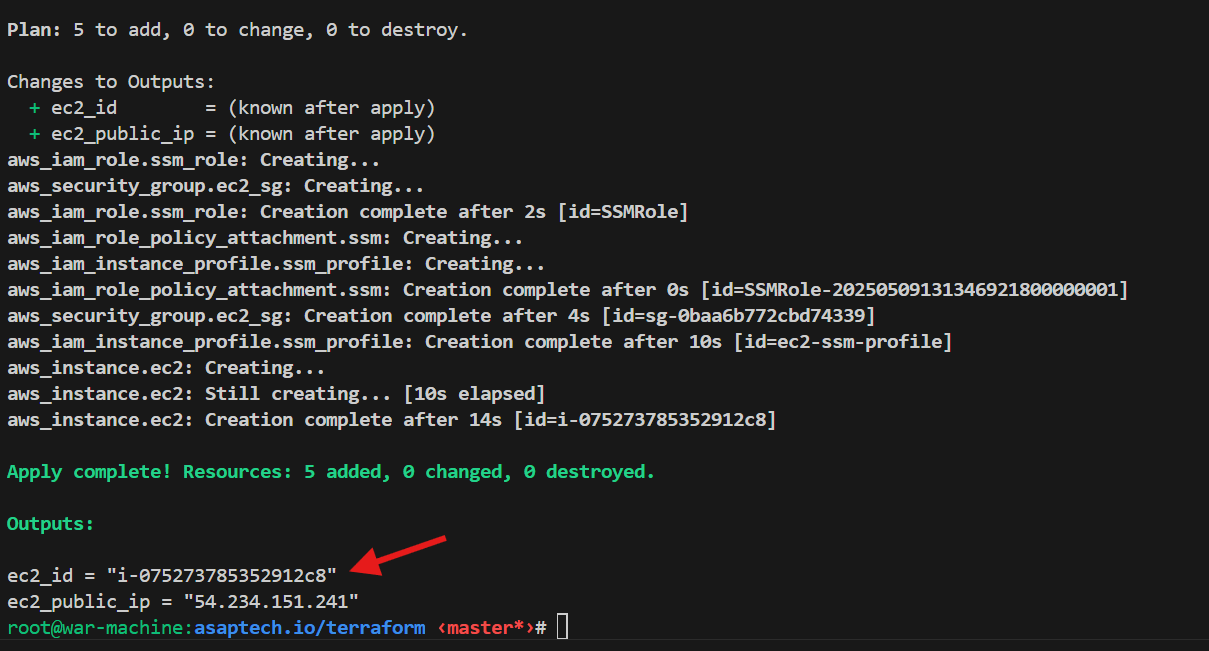 Plan: 5 to add, 0 to change, 0 to destroy.
Changes to Outputs:
+ ec2_id        = (known after apply)
+ ec2_public_ip = (known after apply)
aws_iam_role.ssm_role: Creating...
aws_security_group.ec2_sg: Creating...
aws_iam_role.ssm_role: Creation complete after 2s [id=SSMRole]
aws_iam_role_policy_attachment.ssm: Creating...
aws_iam_instance_profile.ssm_profile: Creating...
aws_iam_role_policy_attachment.ssm: Creation complete after 0s [id=SSMRole-20250509131346921800000001]
aws_security_group.ec2_sg: Creation complete after 4s [id=sg-0baa6b772cbd74339]
aws_iam_instance_profile.ssm_profile: Creation complete after 10s [id=ec2-ssm-profile]
aws_instance.ec2: Creating...
aws_instance.ec2: Still creating... [10s elapsed]
aws_instance.ec2: Creation complete after 14s [id=i-075273785352912c8]
Apply complete! Resources: 5 added, 0 changed, 0 destroyed.
Outputs:
ec2_id = "i-075273785352912c8"
ec2_public_ip = "54.234.151.241"
root@war-machine:asaptech.io/terraform ‹master*›#